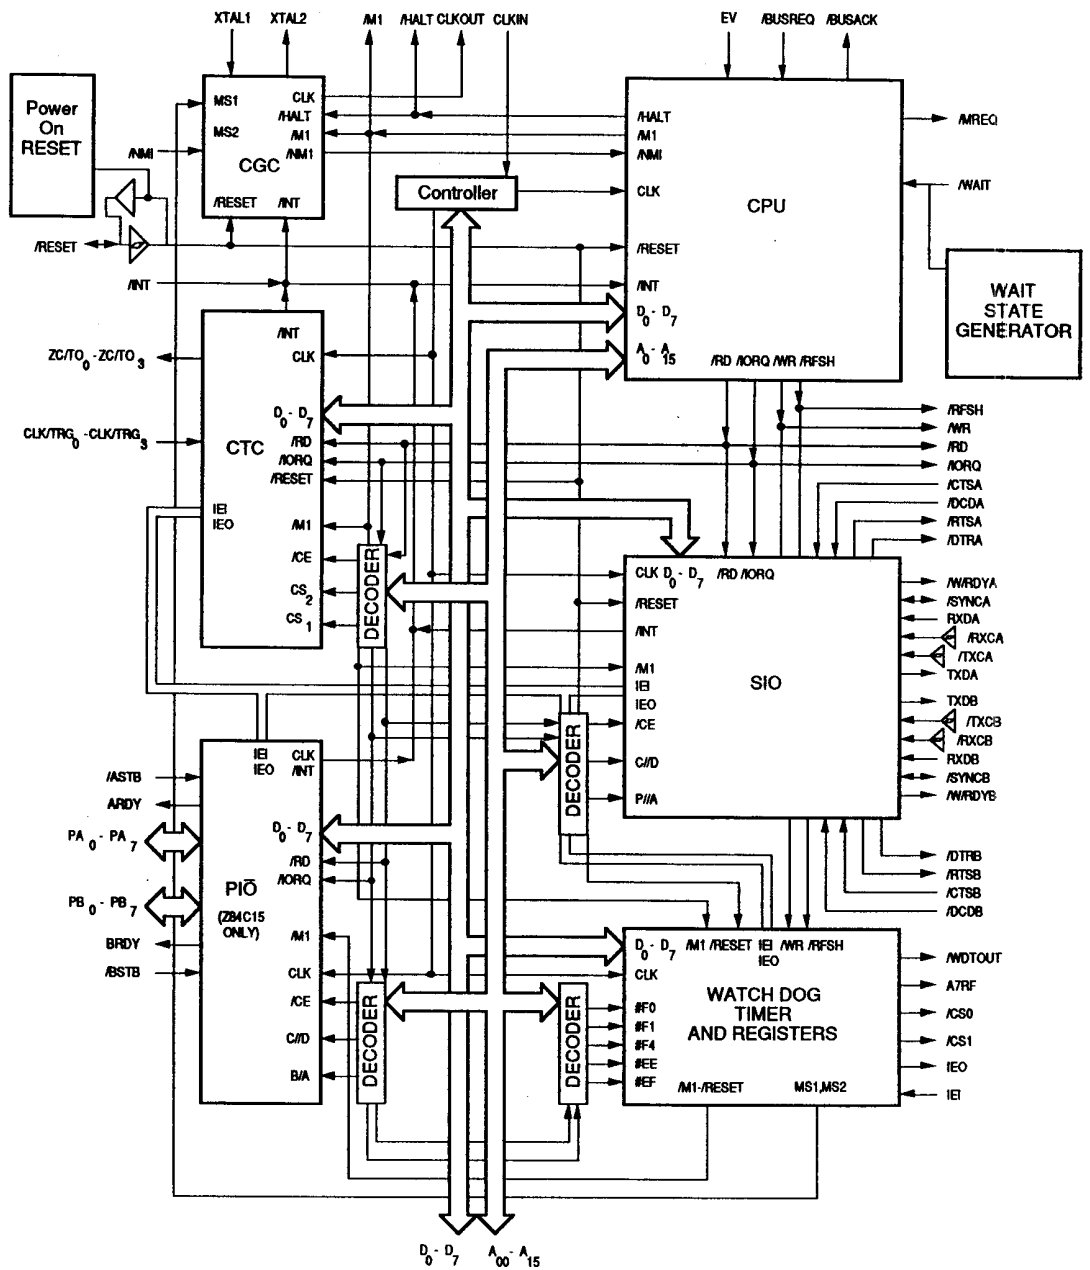 XTAL1 XTAL2 /M1 /HALT CLKOUT CLKIN EV /BUSREQ /BUSACK
Power
On
RESET
MS1
MS2
CLK
/HALT
/M1
/NM1
CGC
/RESET /INT
/NMI
/RESET
/INT
Controller
/HALT
/M1
/NMI
CLK
CPU
/RESET
/INT
D0 - D7
A0 - A15
/RD /IORQ /WR /RFSH
/MREQ
/WAIT
WAIT
STATE
GENERATOR
ZC/TO0 - ZC/TO3
CLK/TRG0 - CLK/TRG3
/INT
CLK
D0 - D7
CTC
/RD
/IORQ
/RESET
IEI
IEO
/M1
/CE
CS2
CS1
DECODER
/RFSH
/WR
/RD
/IORQ
/CTSA
/DCDA
/RTSA
/DTRA
CLK D0 - D7 /RD /IORQ
/RESET
/INT
/M1
IEI
IEO
/CE
C//D
P//A
SIO
DECODER
/W/RDYA
/SYNCA
RXDA
/RXCA
/TXCA
TXDA
TXDB
/TXCB
/RXCB
RXDB
/SYNCB
/W/RDYB
/DTRB
/RTSB
/CTSB
/DCDB
/ASTB
ARDY
PA0 - PA7
PB0 - PB7
BRDY
/BSTB
IEI
IEO
CLK
/INT
D0 - D7
/RD
/IORQ
PIO̅
(Z84C15
ONLY)
/M1
CLK
/CE
C//D
B/A
DECODER
DECODER
D0 - D7 /M1 /RESET IEI /WR /RFSH
IEO
CLK
WATCH DOG
TIMER
AND REGISTERS
#F0
#F1
#F4
#EE
#EF
/M1-/RESET MS1,MS2
/WDTOUT
A7RF
/CS0
/CS1
IEO
IEI
D0 - D7 A00 - A15